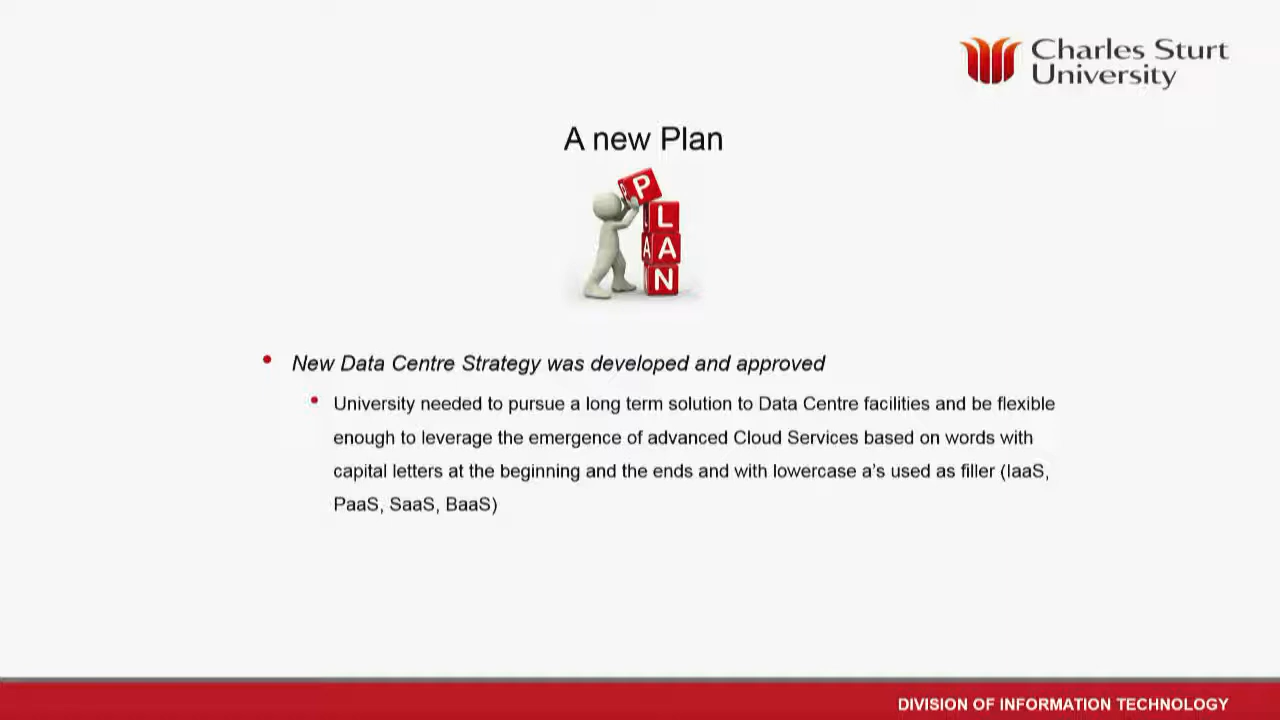 Charles Sturt
University
A new Plan
P
L
A A
N
• New Data Centre Strategy was developed and approved
• University needed to pursue a long term solution to Data Centre facilities and be flexible
enough to leverage the emergence of advanced Cloud Services based on words with
capital letters at the beginning and the ends and with lowercase a's used as filler (IaaS,
PaaS, SaaS, BaaS)
DIVISION OF INFORMATION TECHNOLOGY